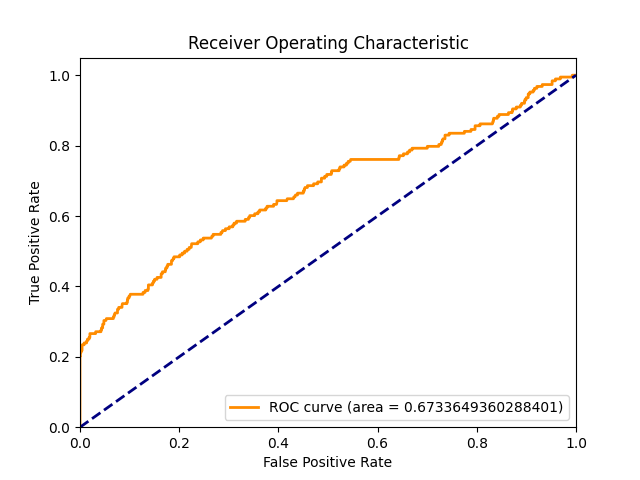 Receiver Operating Characteristic
True Positive Rate
1.0
0.8
0.6
0.4
0.2
0.0
0.0 0.2 0.4 0.6 0.8 1.0
False Positive Rate
ROC curve (area = 0.6733649360288401)